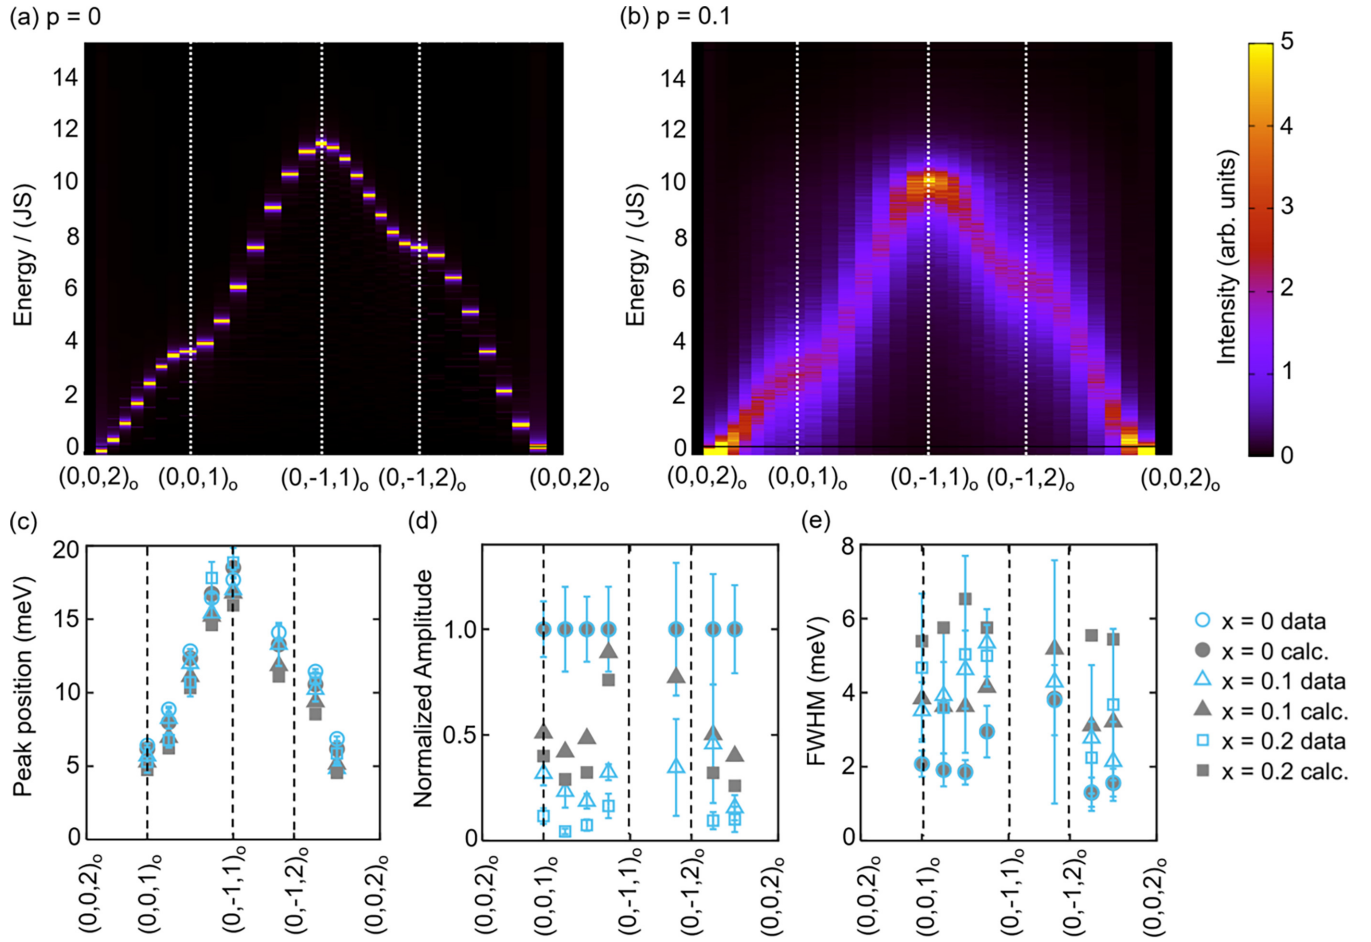 (a) p = 0
(b) p = 0.1
Energy / (JS)
14
12
10
8
6
4
2
0
(0,0,2)ₒ (0,0,1)ₒ (0,-1,1)ₒ (0,-1,2)ₒ (0,0,2)ₒ
Energy / (JS)
14
12
10
8
6
4
2
0
(0,0,2)ₒ (0,0,1)ₒ (0,-1,1)ₒ (0,-1,2)ₒ (0,0,2)ₒ
Intensity (arb. units)
5
4
3
2
1
0
(c)
Peak position (meV)
20
15
10
5
0
(0,0,2)ₒ
(0,0,1)ₒ
(0,-1,1)ₒ
(0,-1,2)ₒ
(0,0,2)ₒ
(d)
Normalized Amplitude
1.0
0.5
0
(0,0,2)ₒ
(0,0,1)ₒ
(0,-1,1)ₒ
(0,-1,2)ₒ
(0,0,2)ₒ
(e)
FWHM (meV)
8
6
4
2
0
(0,0,2)ₒ
(0,0,1)ₒ
(0,-1,1)ₒ
(0,-1,2)ₒ
(0,0,2)ₒ
x = 0 data
x = 0 calc.
x = 0.1 data
x = 0.1 calc.
x = 0.2 data
x = 0.2 calc.